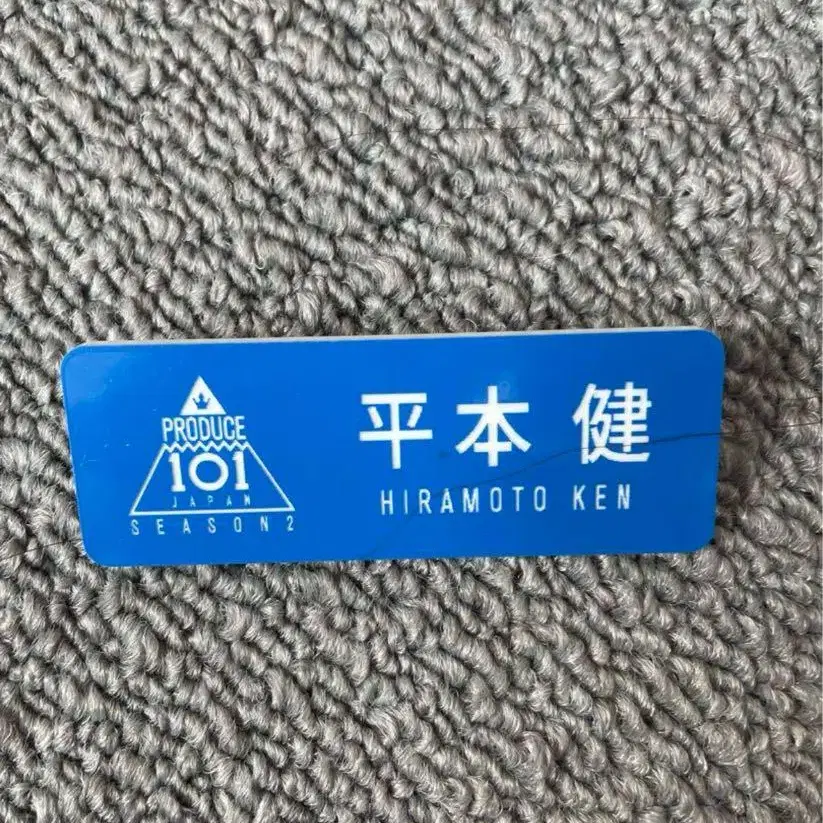 PRODUCE
101
JAPAN
SEASON2
平本 健
HIRAMOTO KEN